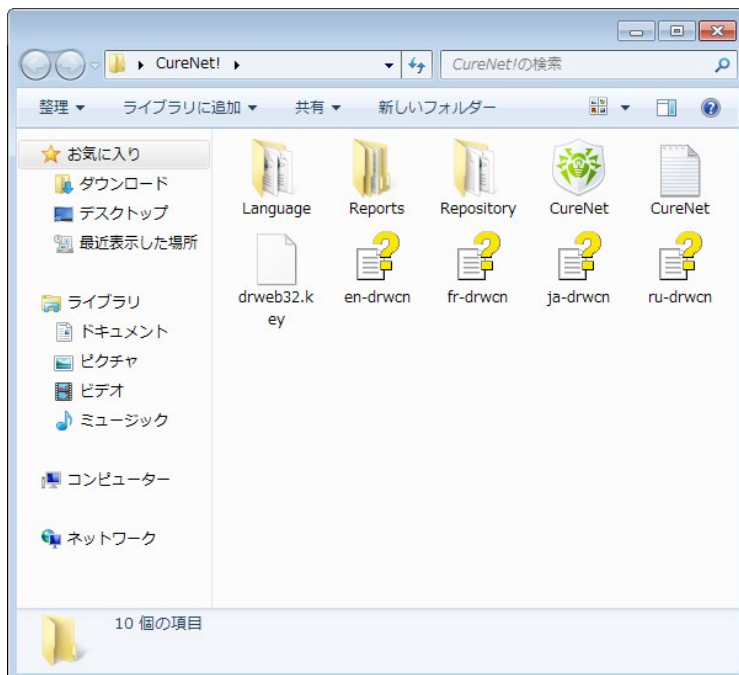 CureNet!
CureNet!の検索
整理
ライブラリに追加
共有
新しいフォルダー
お気に入り
ダウンロード
デスクトップ
最近表示した場所
ライブラリ
ドキュメント
ピクチャ
ビデオ
ミュージック
コンピューター
ネットワーク
Language
Reports
Repository
CureNet
CureNet
drweb32.k
ey
en-drwcn
fr-drwcn
ja-drwcn
ru-drwcn
10 個の項目